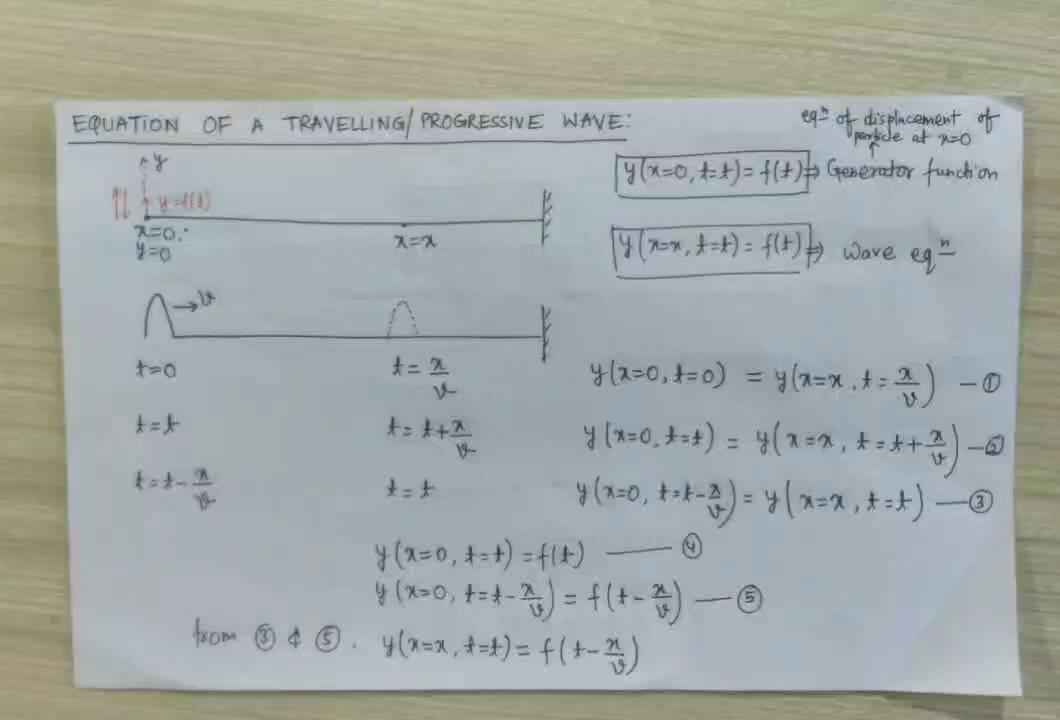 EQUATION OF A TRAVELLING/PROGRESSIVE WAVE:
eqⁿ of displacement of
particle at x=0
y
y(x=0, t=t) = f(t) ⇒ Generator function
y=f(t)
x=0,
x=x
y=0
y(x=x, t=t) = f(t) ⇒ Wave eqⁿ
→v
t=0
t = x/v
y(x=0, t=0) = y(x=x, t=x/v) —①
t=t
t = t+x/v
y(x=0, t=t) = y(x=x, t=t+x/v) —②
t=t-x/v
t=t
y(x=0, t=t-x/v) = y(x=x, t=t) —③
y(x=0, t=t) = f(t) —④
y(x=0, t=t-x/v) = f(t-x/v) —⑤
from ③ & ⑤. y(x=x, t=t) = f(t-x/v)